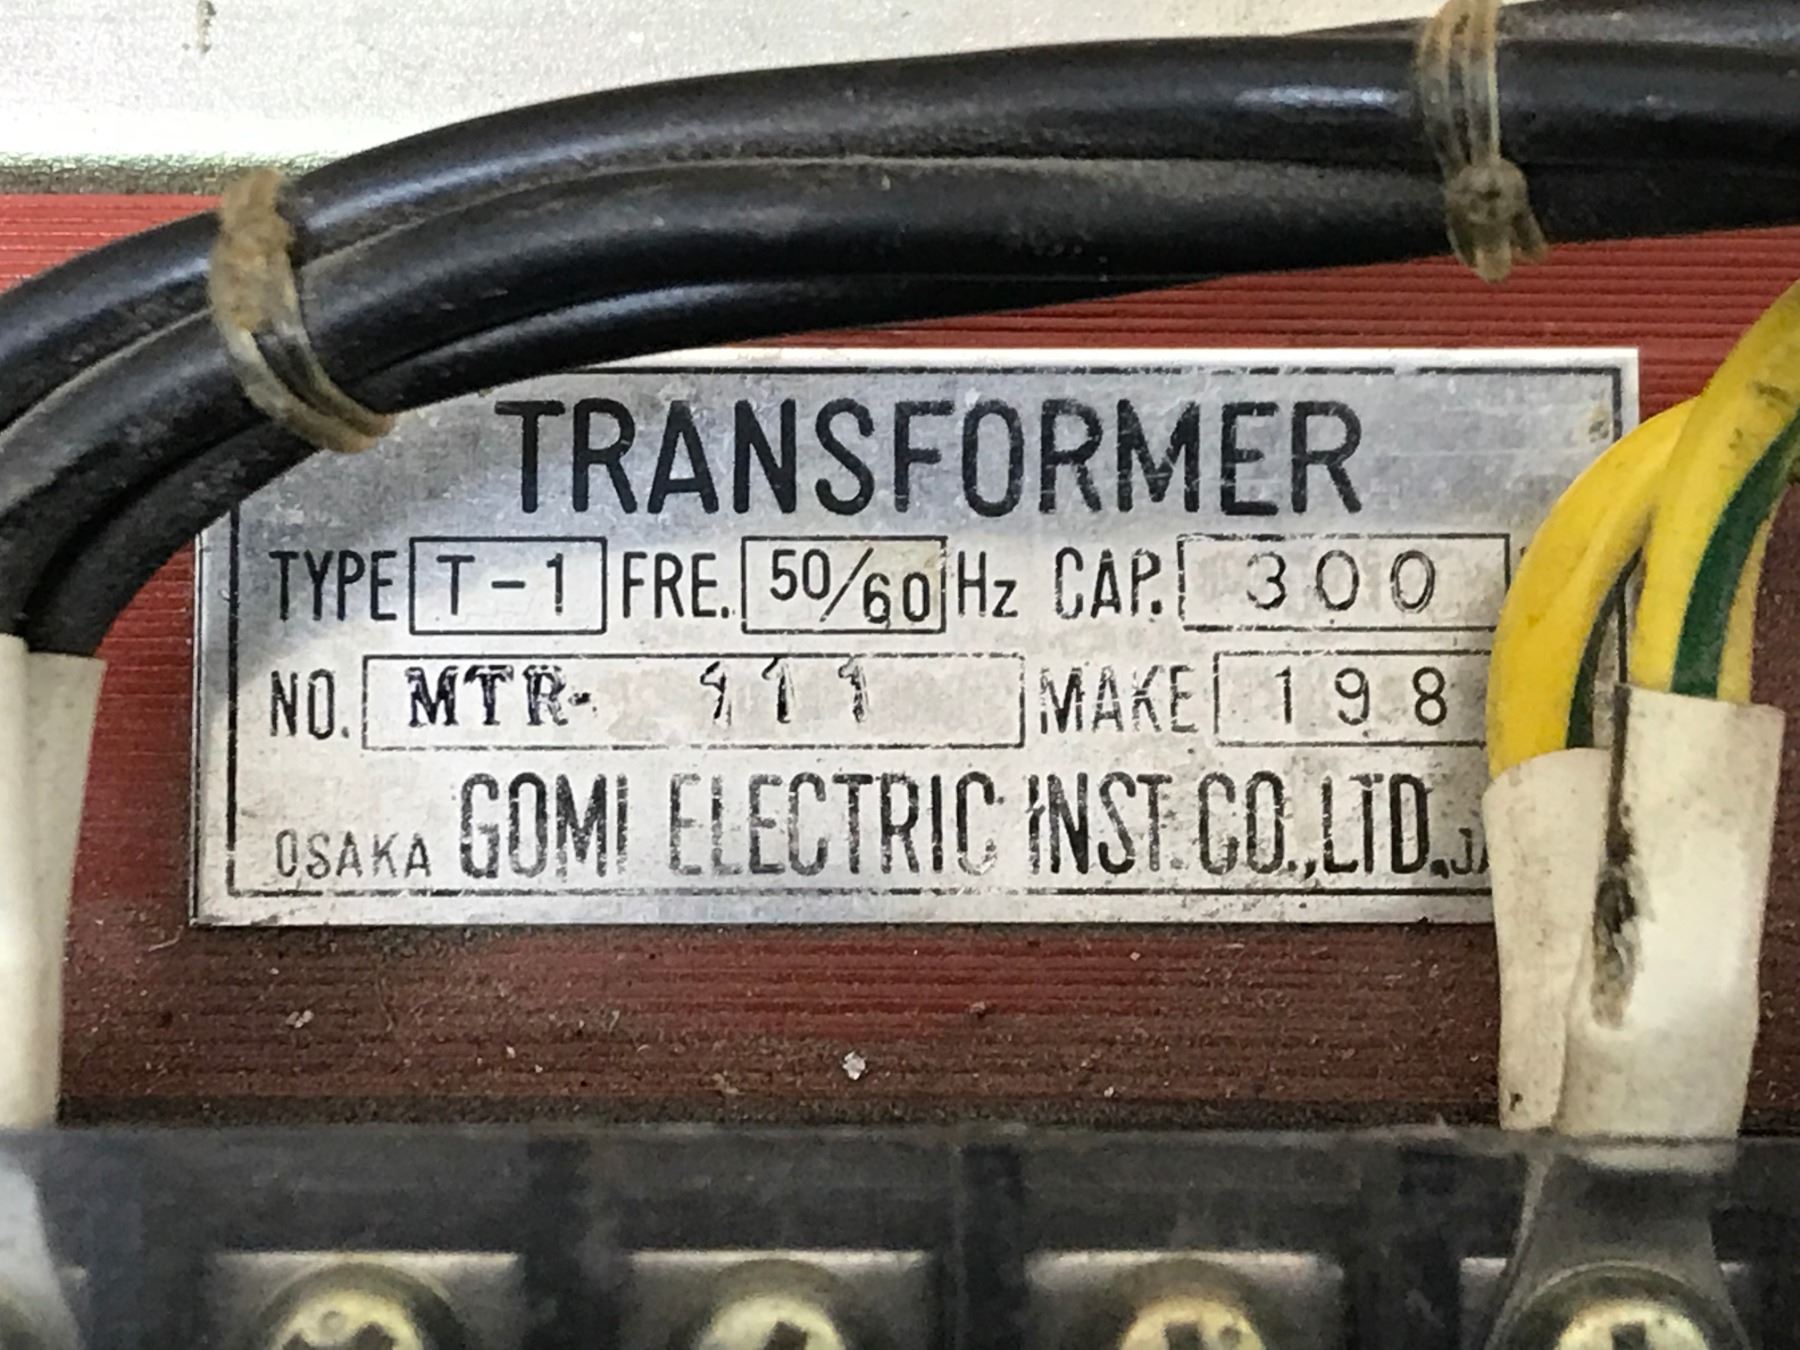 TRANSFORMER
TYPE T-1 FRE. 50/60 Hz CAP. 300
NO. MTR- 111 MAKE 198
OSAKA GOMI ELECTRIC INST. CO., LTD.